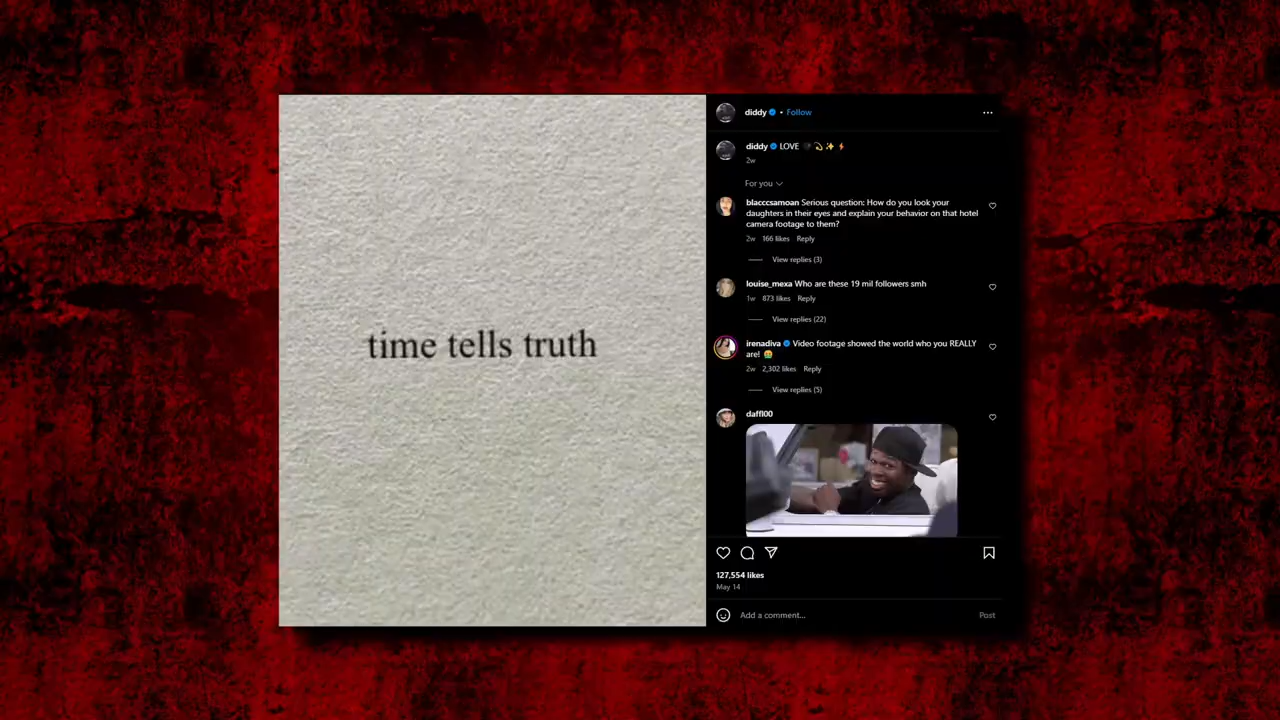 time tells truth
diddy • Follow
diddy LOVE 🖤💫✨⚡
2w
For you
blacccsamoan Serious question: How do you look your
daughters in their eyes and explain your behavior on that hotel
camera footage to them?
2w 166 likes Reply
View replies (3)
louise_mexa Who are these 19 mil followers smh
1w 873 likes Reply
View replies (22)
irenadiva Video footage showed the world who you REALLY
are! 🤮
2w 2,302 likes Reply
View replies (5)
daffl00
127,554 likes
May 14
Add a comment...
Post